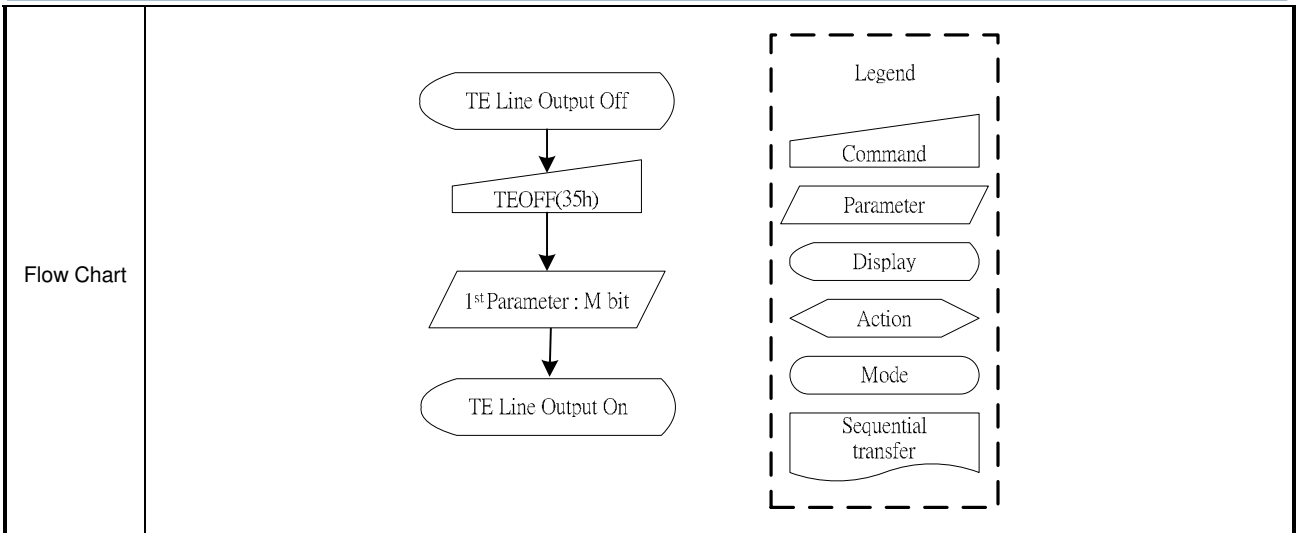 Flow Chart
TE Line Output Off
TEOFF(35h)
1st Parameter : M bit
TE Line Output On
Legend
Command
Parameter
Display
Action
Mode
Sequential
transfer